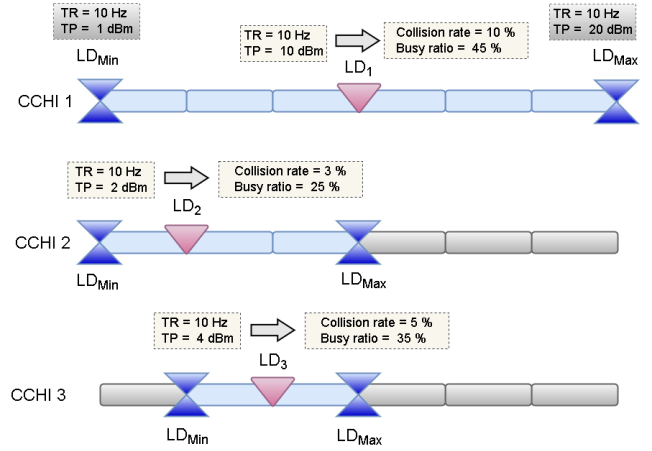 TR = 10 Hz
TP = 1 dBm
LDMin
TR = 10 Hz
TP = 10 dBm
Collision rate = 10 %
Busy ratio = 45 %
LD1
TR = 10 Hz
TP = 20 dBm
LDMax
CCHI 1
TR = 10 Hz
TP = 2 dBm
Collision rate = 3 %
Busy ratio = 25 %
LD2
CCHI 2
LDMin
LDMax
TR = 10 Hz
TP = 4 dBm
Collision rate = 5 %
Busy ratio = 35 %
LD3
CCHI 3
LDMin
LDMax